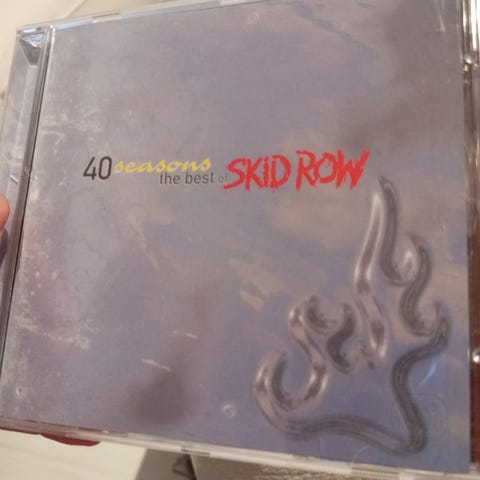 40 seasons
the best of SKID ROW